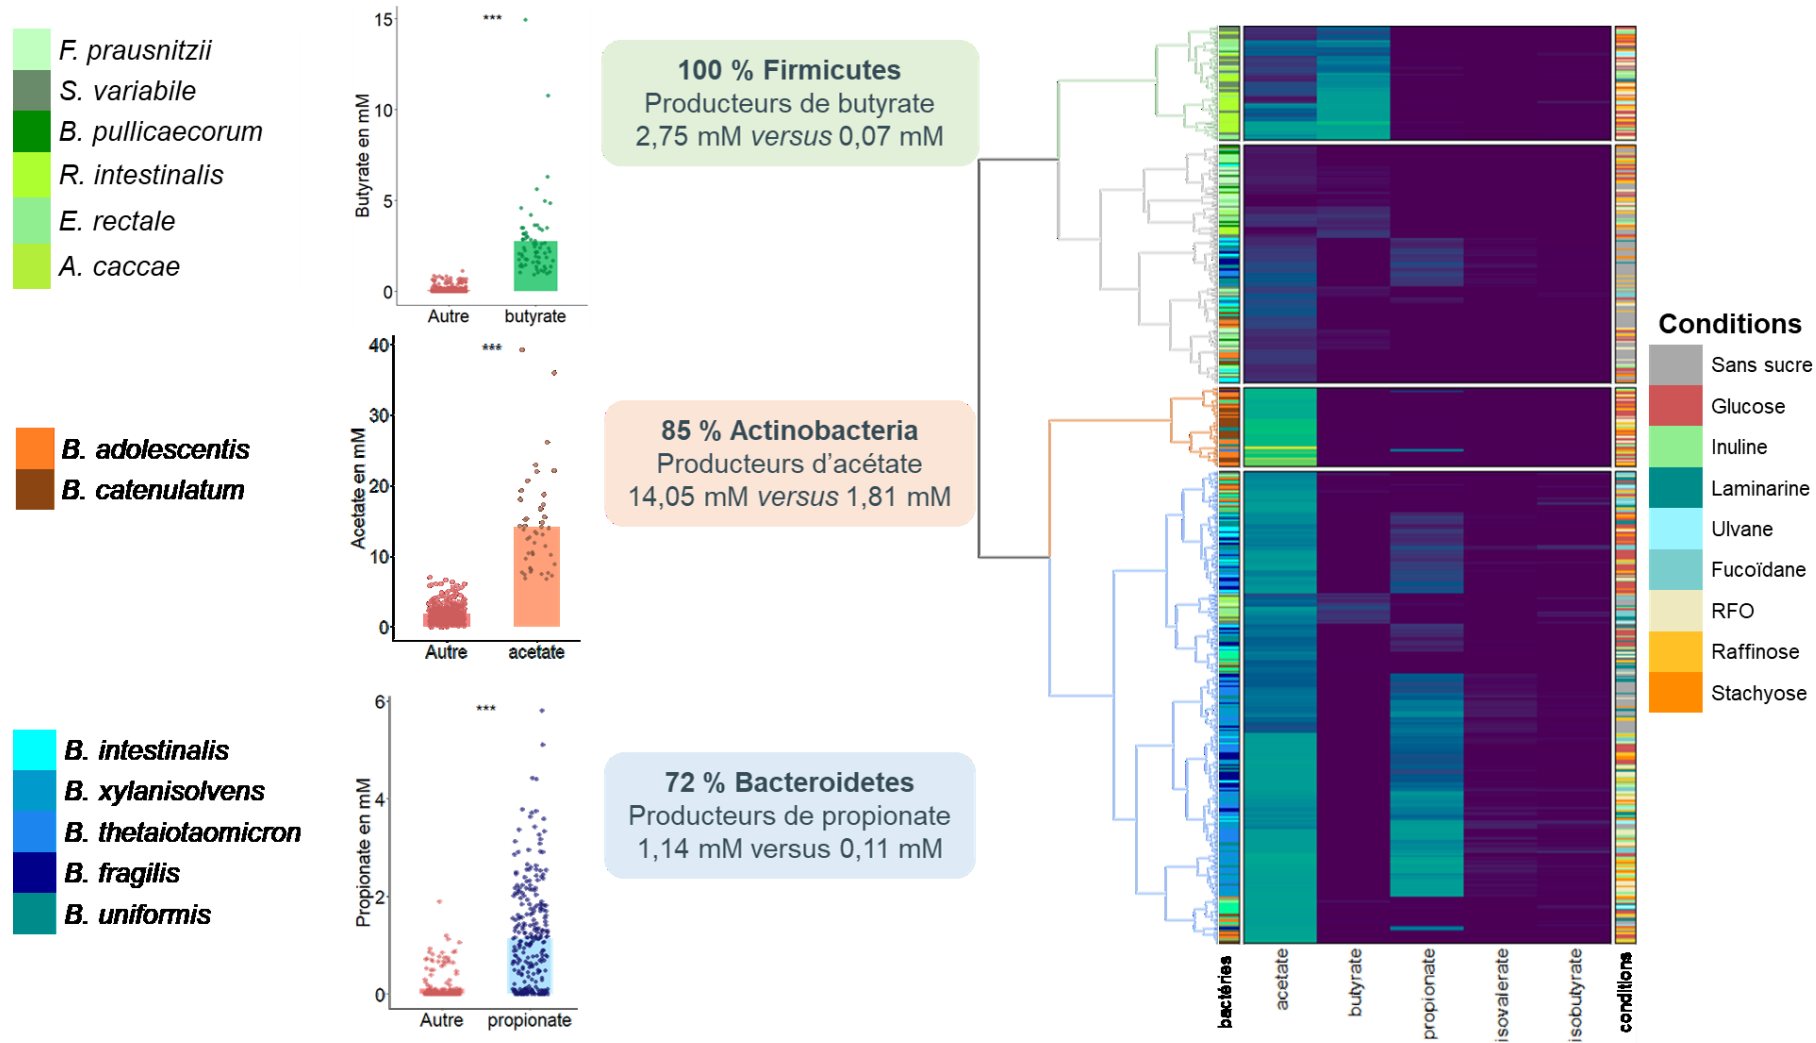 F. prausnitzii
S. variabile
B. pullicaecorum
R. intestinalis
E. rectale
A. caccae
Butyrate en mM
15
10
5
0
***
Autre
butyrate
100 % Firmicutes
Producteurs de butyrate
2,75 mM versus 0,07 mM
B. adolescentis
B. catenulatum
Acetate en mM
40
30
20
10
0
***
Autre
acetate
85 % Actinobacteria
Producteurs d’acétate
14,05 mM versus 1,81 mM
B. intestinalis
B. xylanisolvens
B. thetaiotaomicron
B. fragilis
B. uniformis
Propionate en mM
6
4
2
0
***
Autre
propionate
72 % Bacteroidetes
Producteurs de propionate
1,14 mM versus 0,11 mM
bactéries
acetate
butyrate
propionate
isovalerate
isobutyrate
conditions
Conditions
Sans sucre
Glucose
Inuline
Laminarine
Ulvane
Fucoïdane
RFO
Raffinose
Stachyose